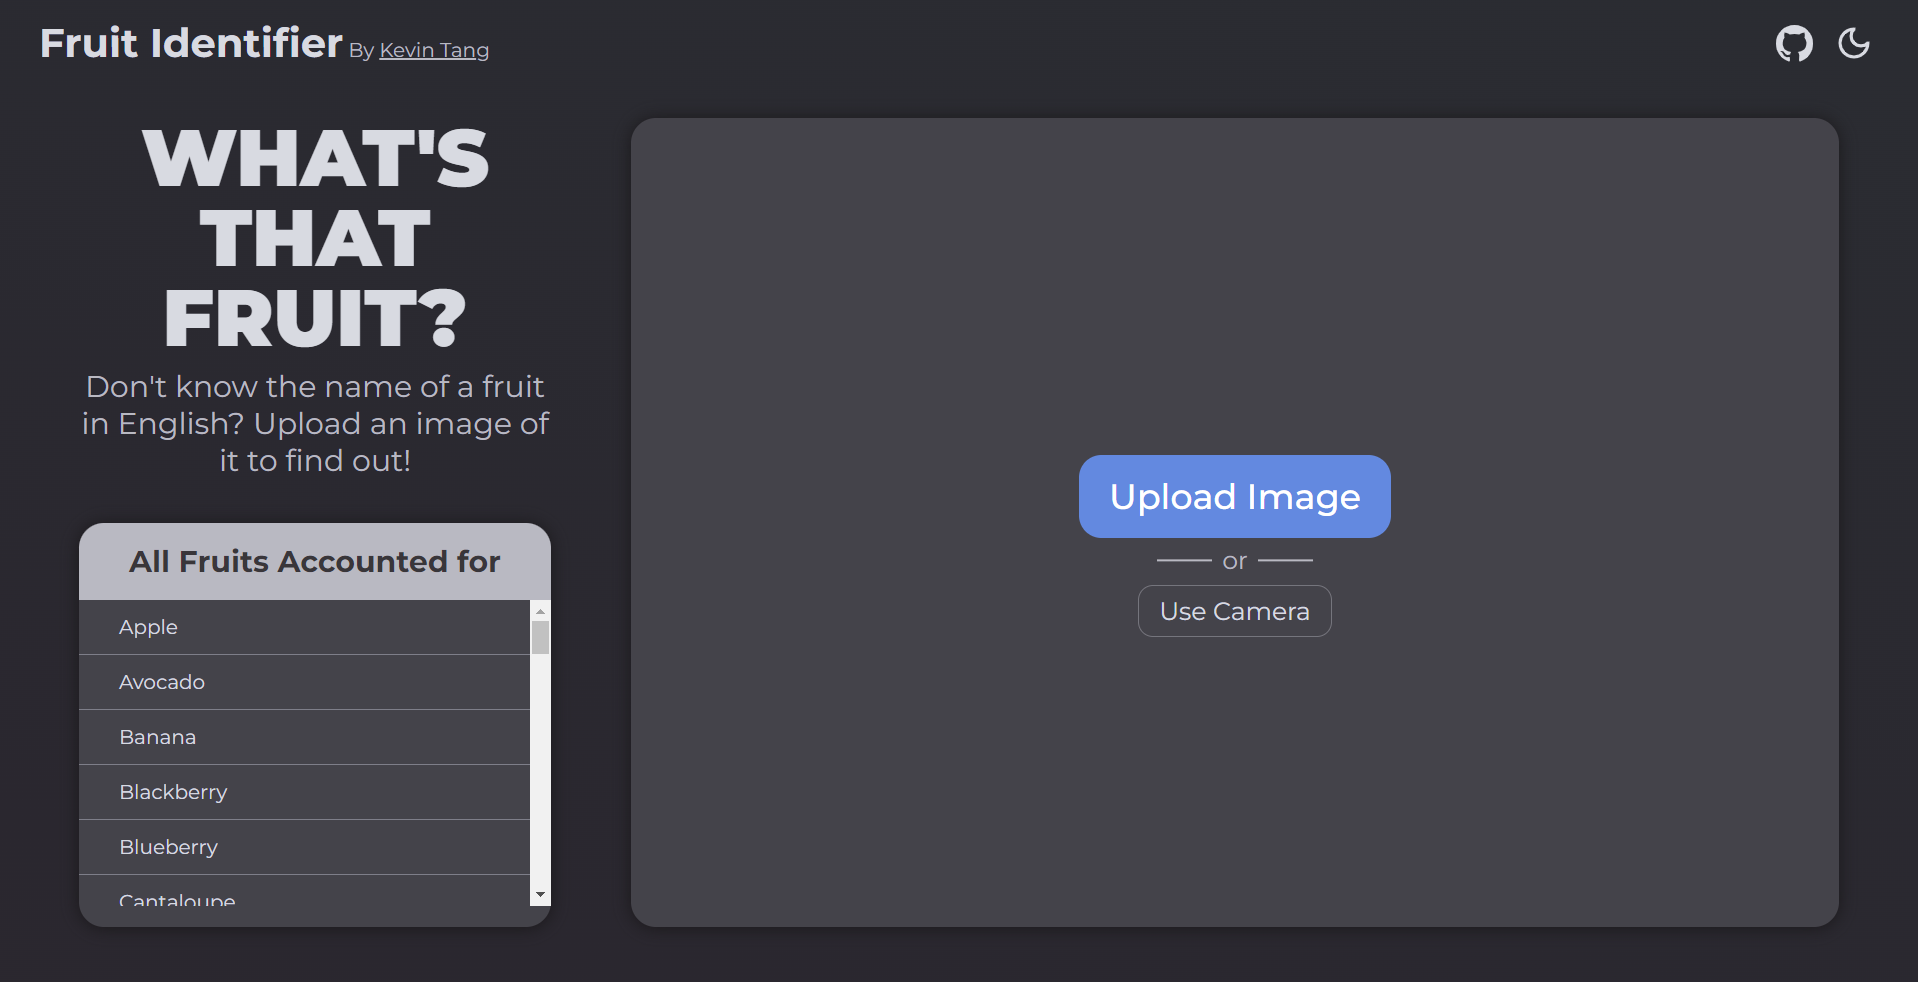 Fruit Identifier By Kevin Tang
WHAT'S
THAT
FRUIT?
Don't know the name of a fruit
in English? Upload an image of
it to find out!
All Fruits Accounted for
Apple
Avocado
Banana
Blackberry
Blueberry
Cantaloupe
Upload Image
or
Use Camera